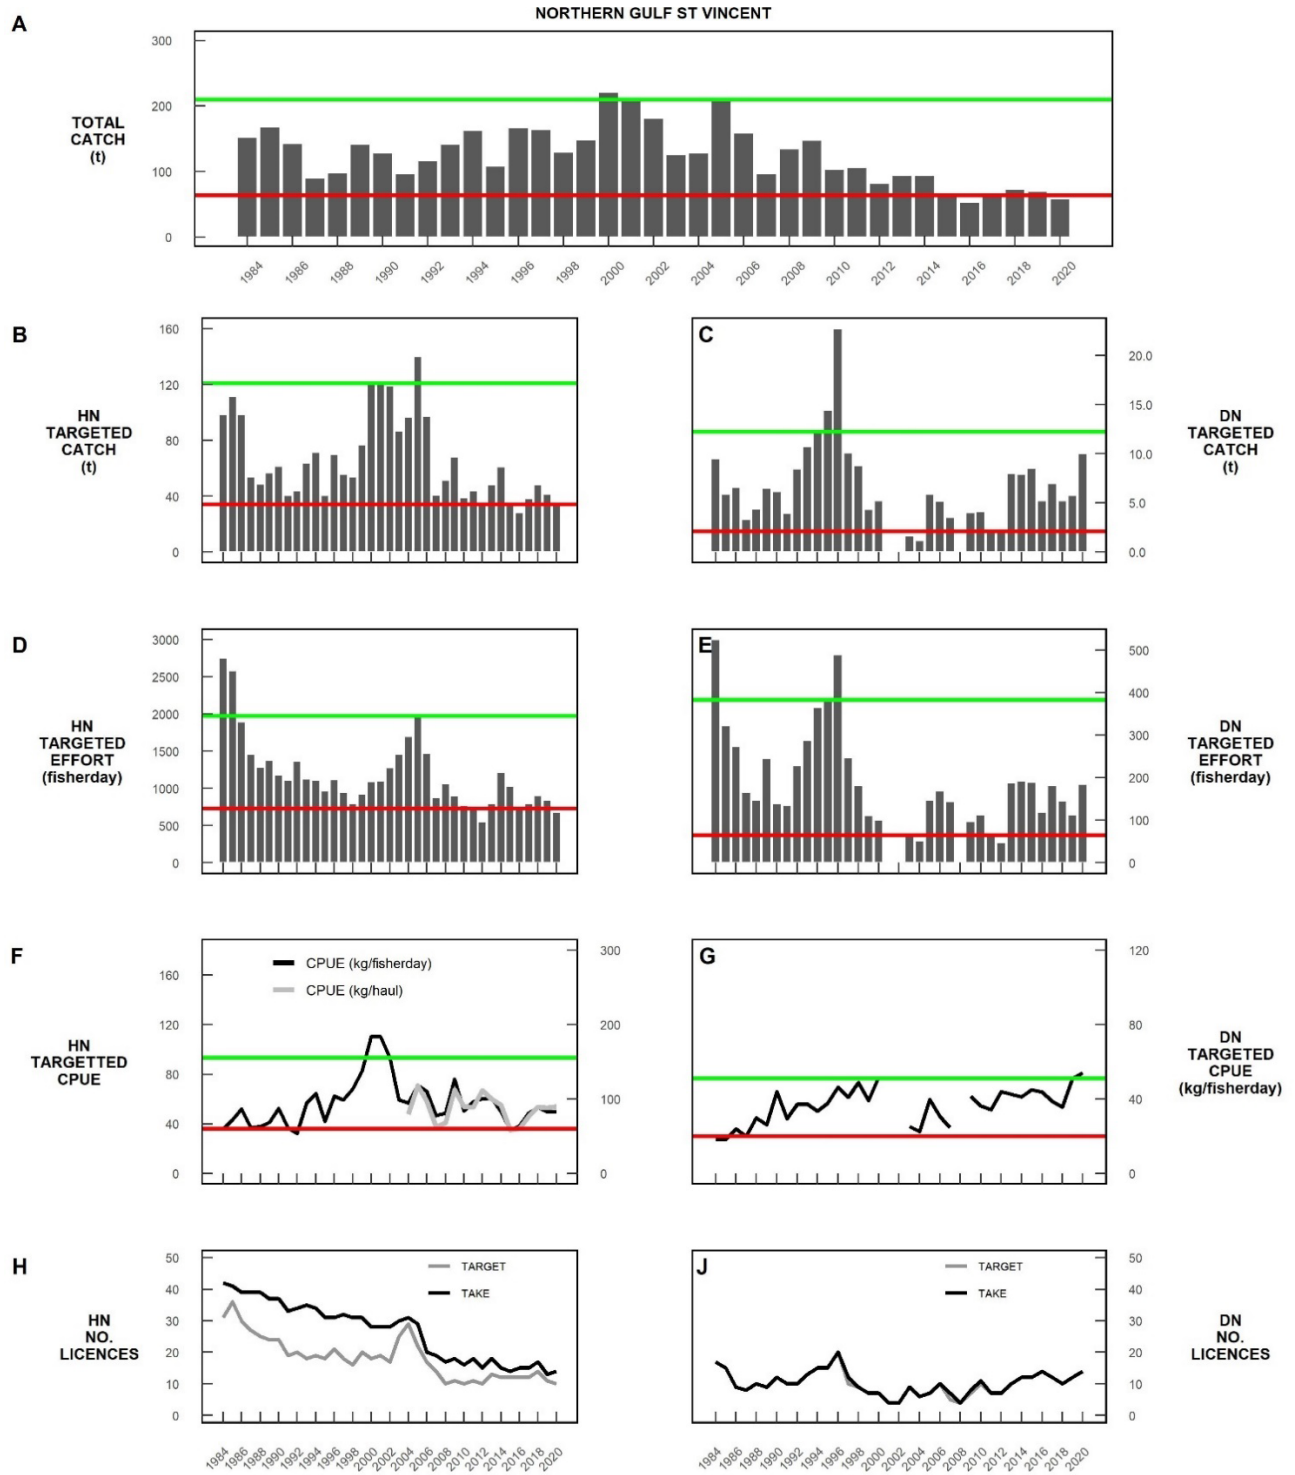 NORTHERN GULF ST VINCENT
A
TOTAL
CATCH
(t)
300
200
100
0
1984
1986
1988
1990
1992
1994
1996
1998
2000
2002
2004
2006
2008
2010
2012
2014
2016
2018
2020
B
HN
TARGETED
CATCH
(t)
160
120
80
40
0
C
20.0
15.0
10.0
5.0
0.0
DN
TARGETED
CATCH
(t)
D
HN
TARGETED
EFFORT
(fisherday)
3000
2500
2000
1500
1000
500
0
E
500
400
300
200
100
0
DN
TARGETED
EFFORT
(fisherday)
F
HN
TARGETTED
CPUE
160
120
80
40
0
CPUE (kg/fisherday)
CPUE (kg/haul)
300
200
100
0
G
120
80
40
0
DN
TARGETED
CPUE
(kg/fisherday)
H
HN
NO.
LICENCES
50
40
30
20
10
0
TARGET
TAKE
1984
1986
1988
1990
1992
1994
1996
1998
2000
2002
2004
2006
2008
2010
2012
2014
2016
2018
2020
J
TARGET
TAKE
50
40
30
20
10
0
DN
NO.
LICENCES
1984
1986
1988
1990
1992
1994
1996
1998
2000
2002
2004
2006
2008
2010
2012
2014
2016
2018
2020